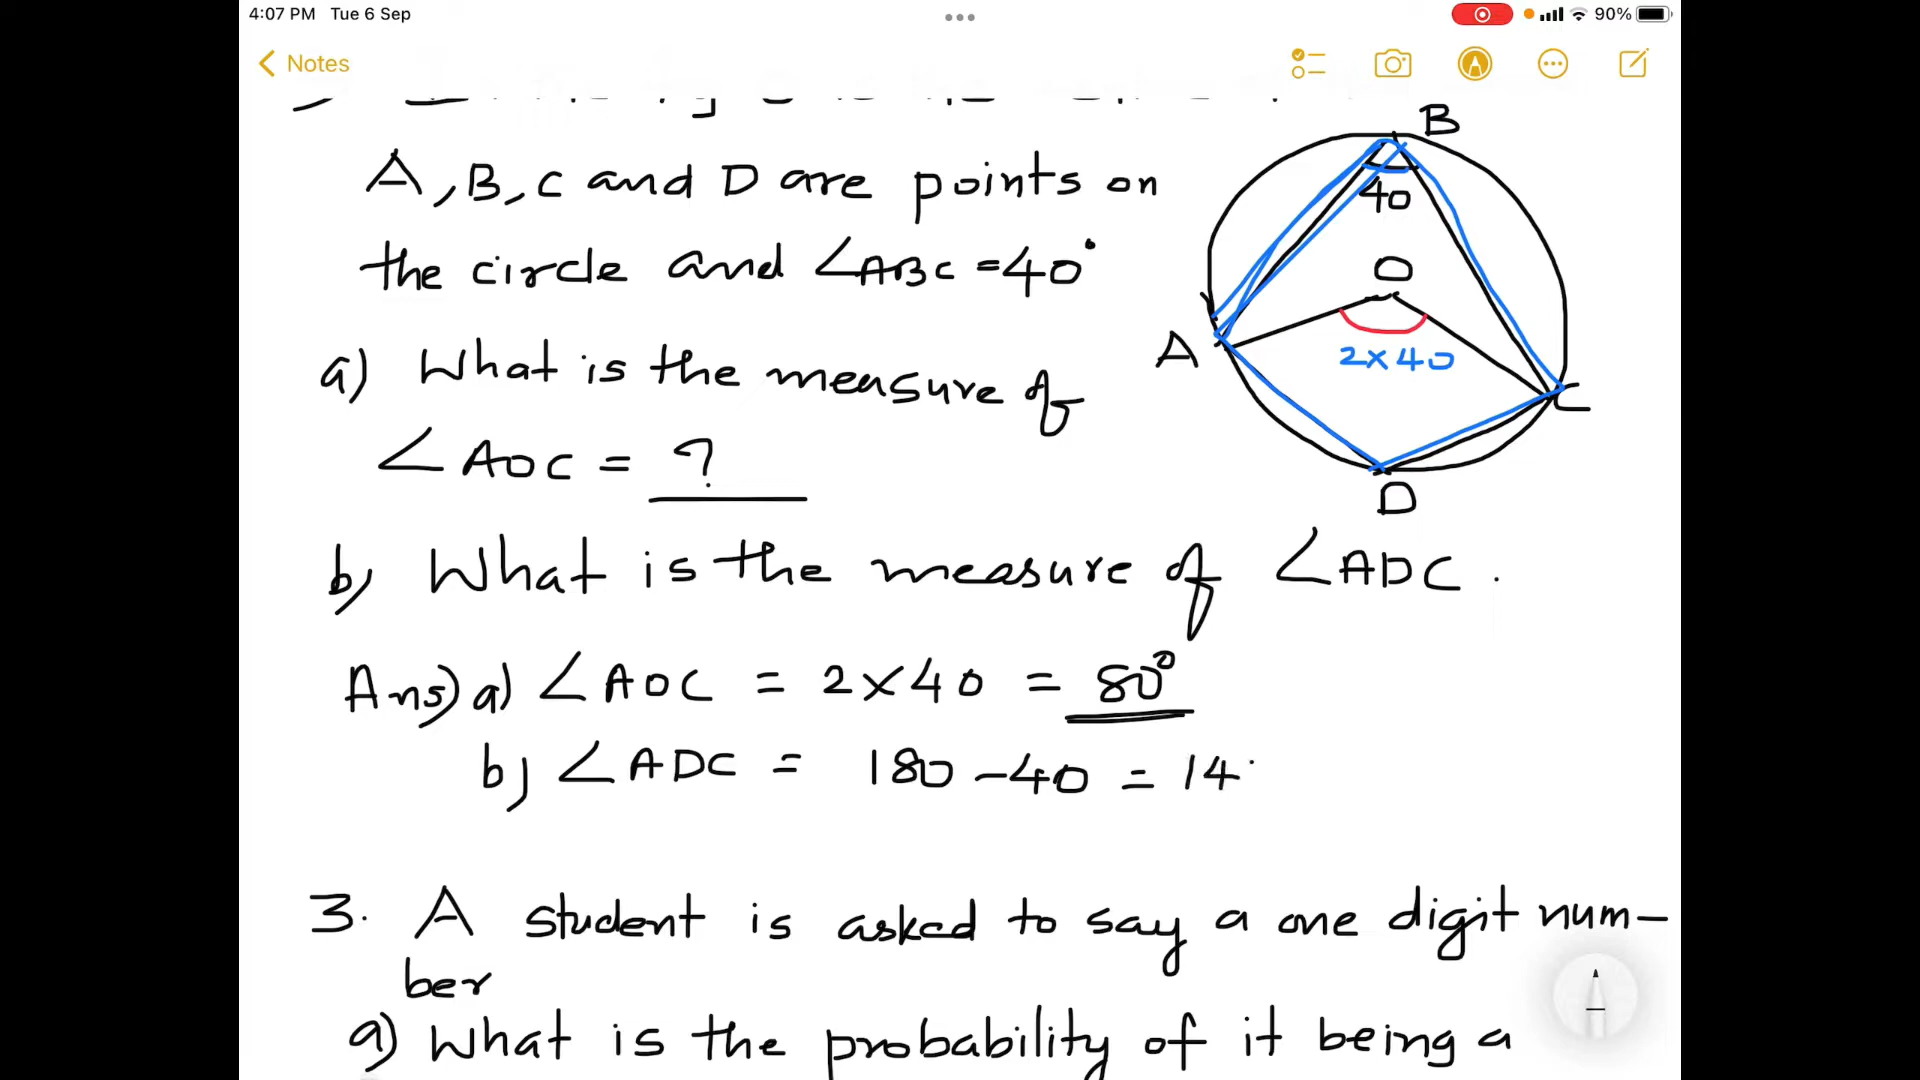 4:07 PM Tue 6 Sep
90%
Notes
B
A, B, C and D are points on
40
the circle and ∠ABC = 40°
O
a) What is the measure of
A
2×40
C
∠AOC = ?
D
b) What is the measure of ∠ADC.
Ans) a) ∠AOC = 2×40 = 80°
b) ∠ADC = 180 - 40 = 14
3. A student is asked to say a one digit num-
ber
a) What is the probability of it being a